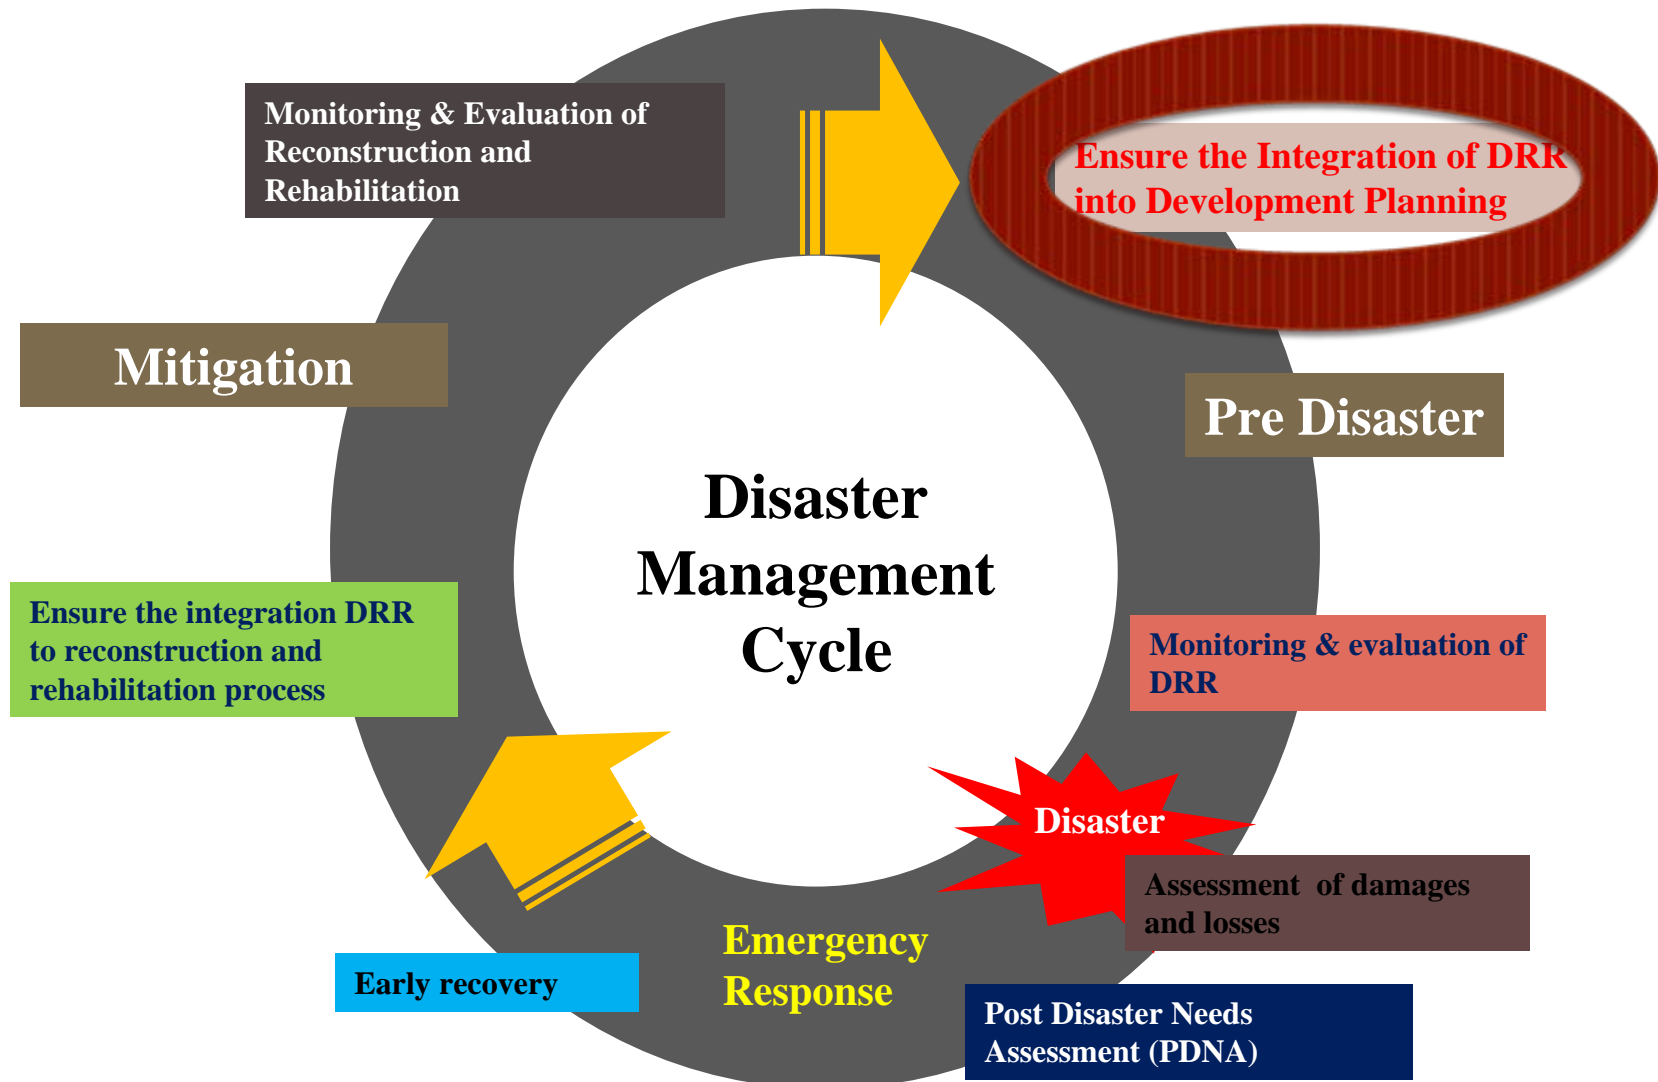 Monitoring & Evaluation of
Reconstruction and
Rehabilitation
Ensure the Integration of DRR
into Development Planning
Mitigation
Pre Disaster
Disaster
Management
Cycle
Ensure the integration DRR
to reconstruction and
rehabilitation process
Monitoring & evaluation of
DRR
Disaster
Assessment of damages
and losses
Emergency
Response
Early recovery
Post Disaster Needs
Assessment (PDNA)